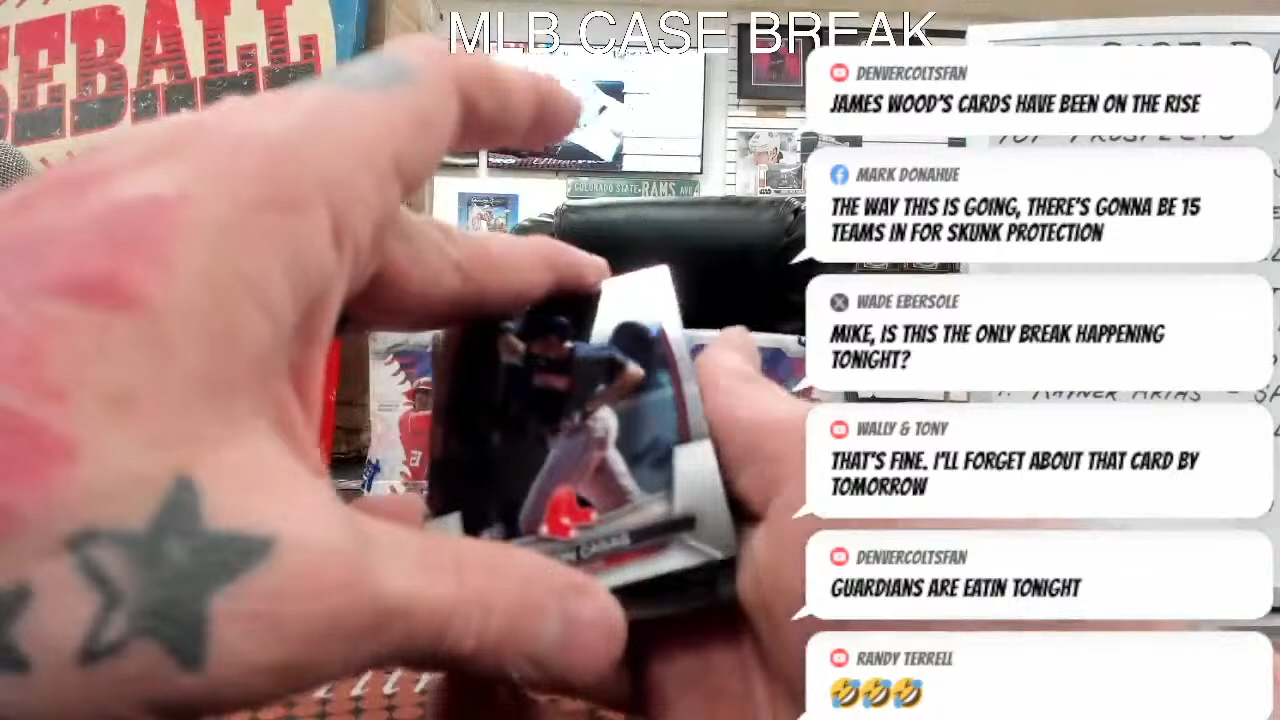 MLB CASE BREAK
SEBALL
COLORADO STATE RAMS AVE
DENVERCOLTSFAN
JAMES WOOD'S CARDS HAVE BEEN ON THE RISE
MARK DONAHUE
THE WAY THIS IS GOING, THERE'S GONNA BE 15
TEAMS IN FOR SKUNK PROTECTION
WADE EBERSOLE
MIKE, IS THIS THE ONLY BREAK HAPPENING
TONIGHT?
WALLY & TONY
THAT'S FINE. I'LL FORGET ABOUT THAT CARD BY
TOMORROW
DENVERCOLTSFAN
GUARDIANS ARE EATIN TONIGHT
RANDY TERRELL
🤣🤣🤣